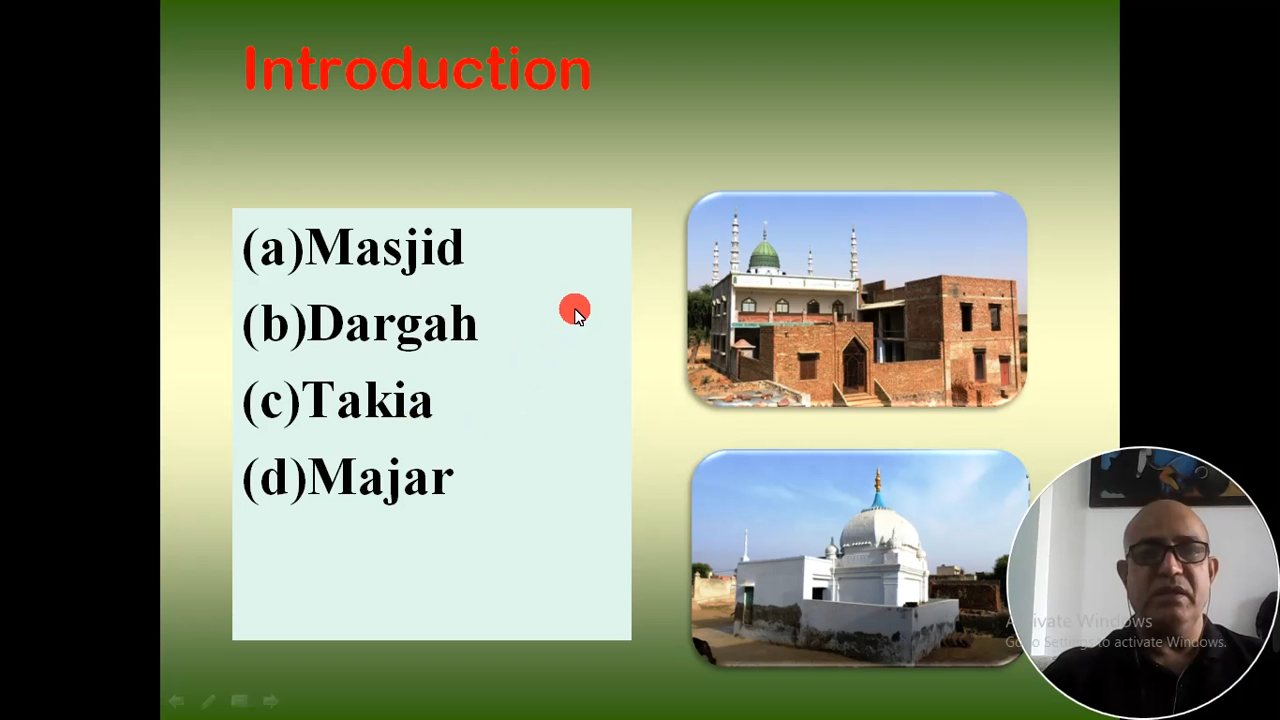 Introduction
(a)Masjid
(b)Dargah
(c)Takia
(d)Majar
Activate Windows
Go to Settings to activate Windows.